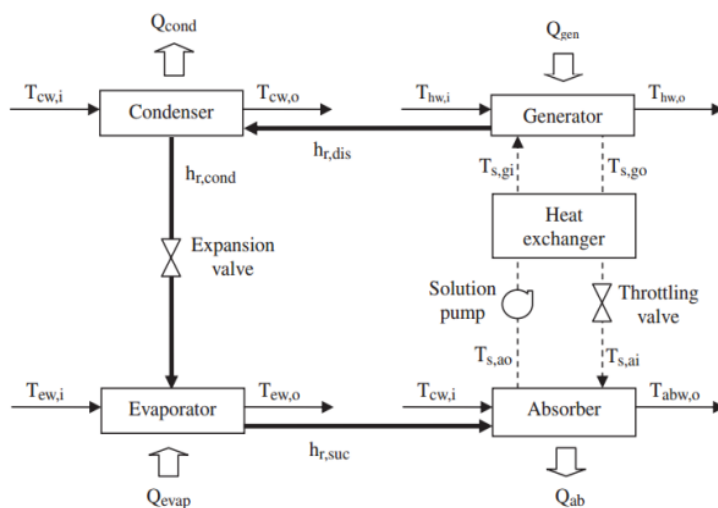 Qcond
Qgen
Tcw,i
Condenser
Tcw,o
Thw,i
Generator
Thw,o
hr,dis
hr,cond
Ts,gi
Ts,go
Heat
exchanger
Expansion
valve
Solution
pump
Throttling
valve
Ts,ao
Ts,ai
Tew,i
Evaporator
Tew,o
Tcw,i
Absorber
Tabw,o
hr,suc
Qevap
Qab